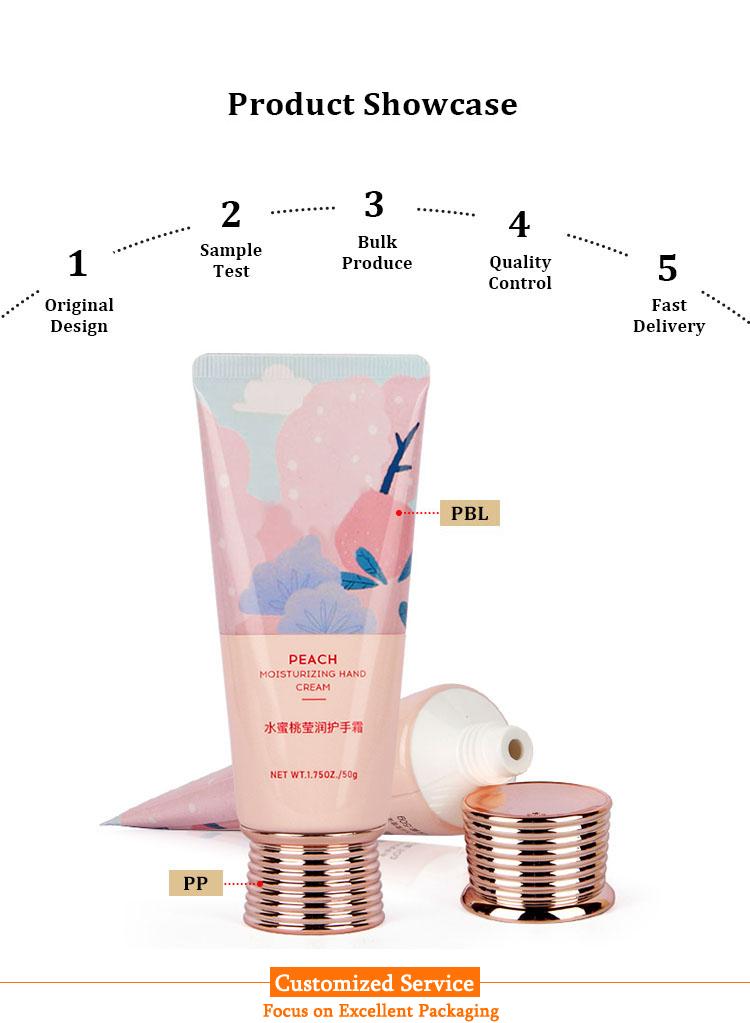 Product Showcase
1
Original
Design
2
Sample
Test
3
Bulk
Produce
4
Quality
Control
5
Fast
Delivery
PBL
PEACH
MOISTURIZING HAND
CREAM
水蜜桃莹润护手霜
NET WT.1.75OZ./50g
PP
Customized Service
Focus on Excellent Packaging